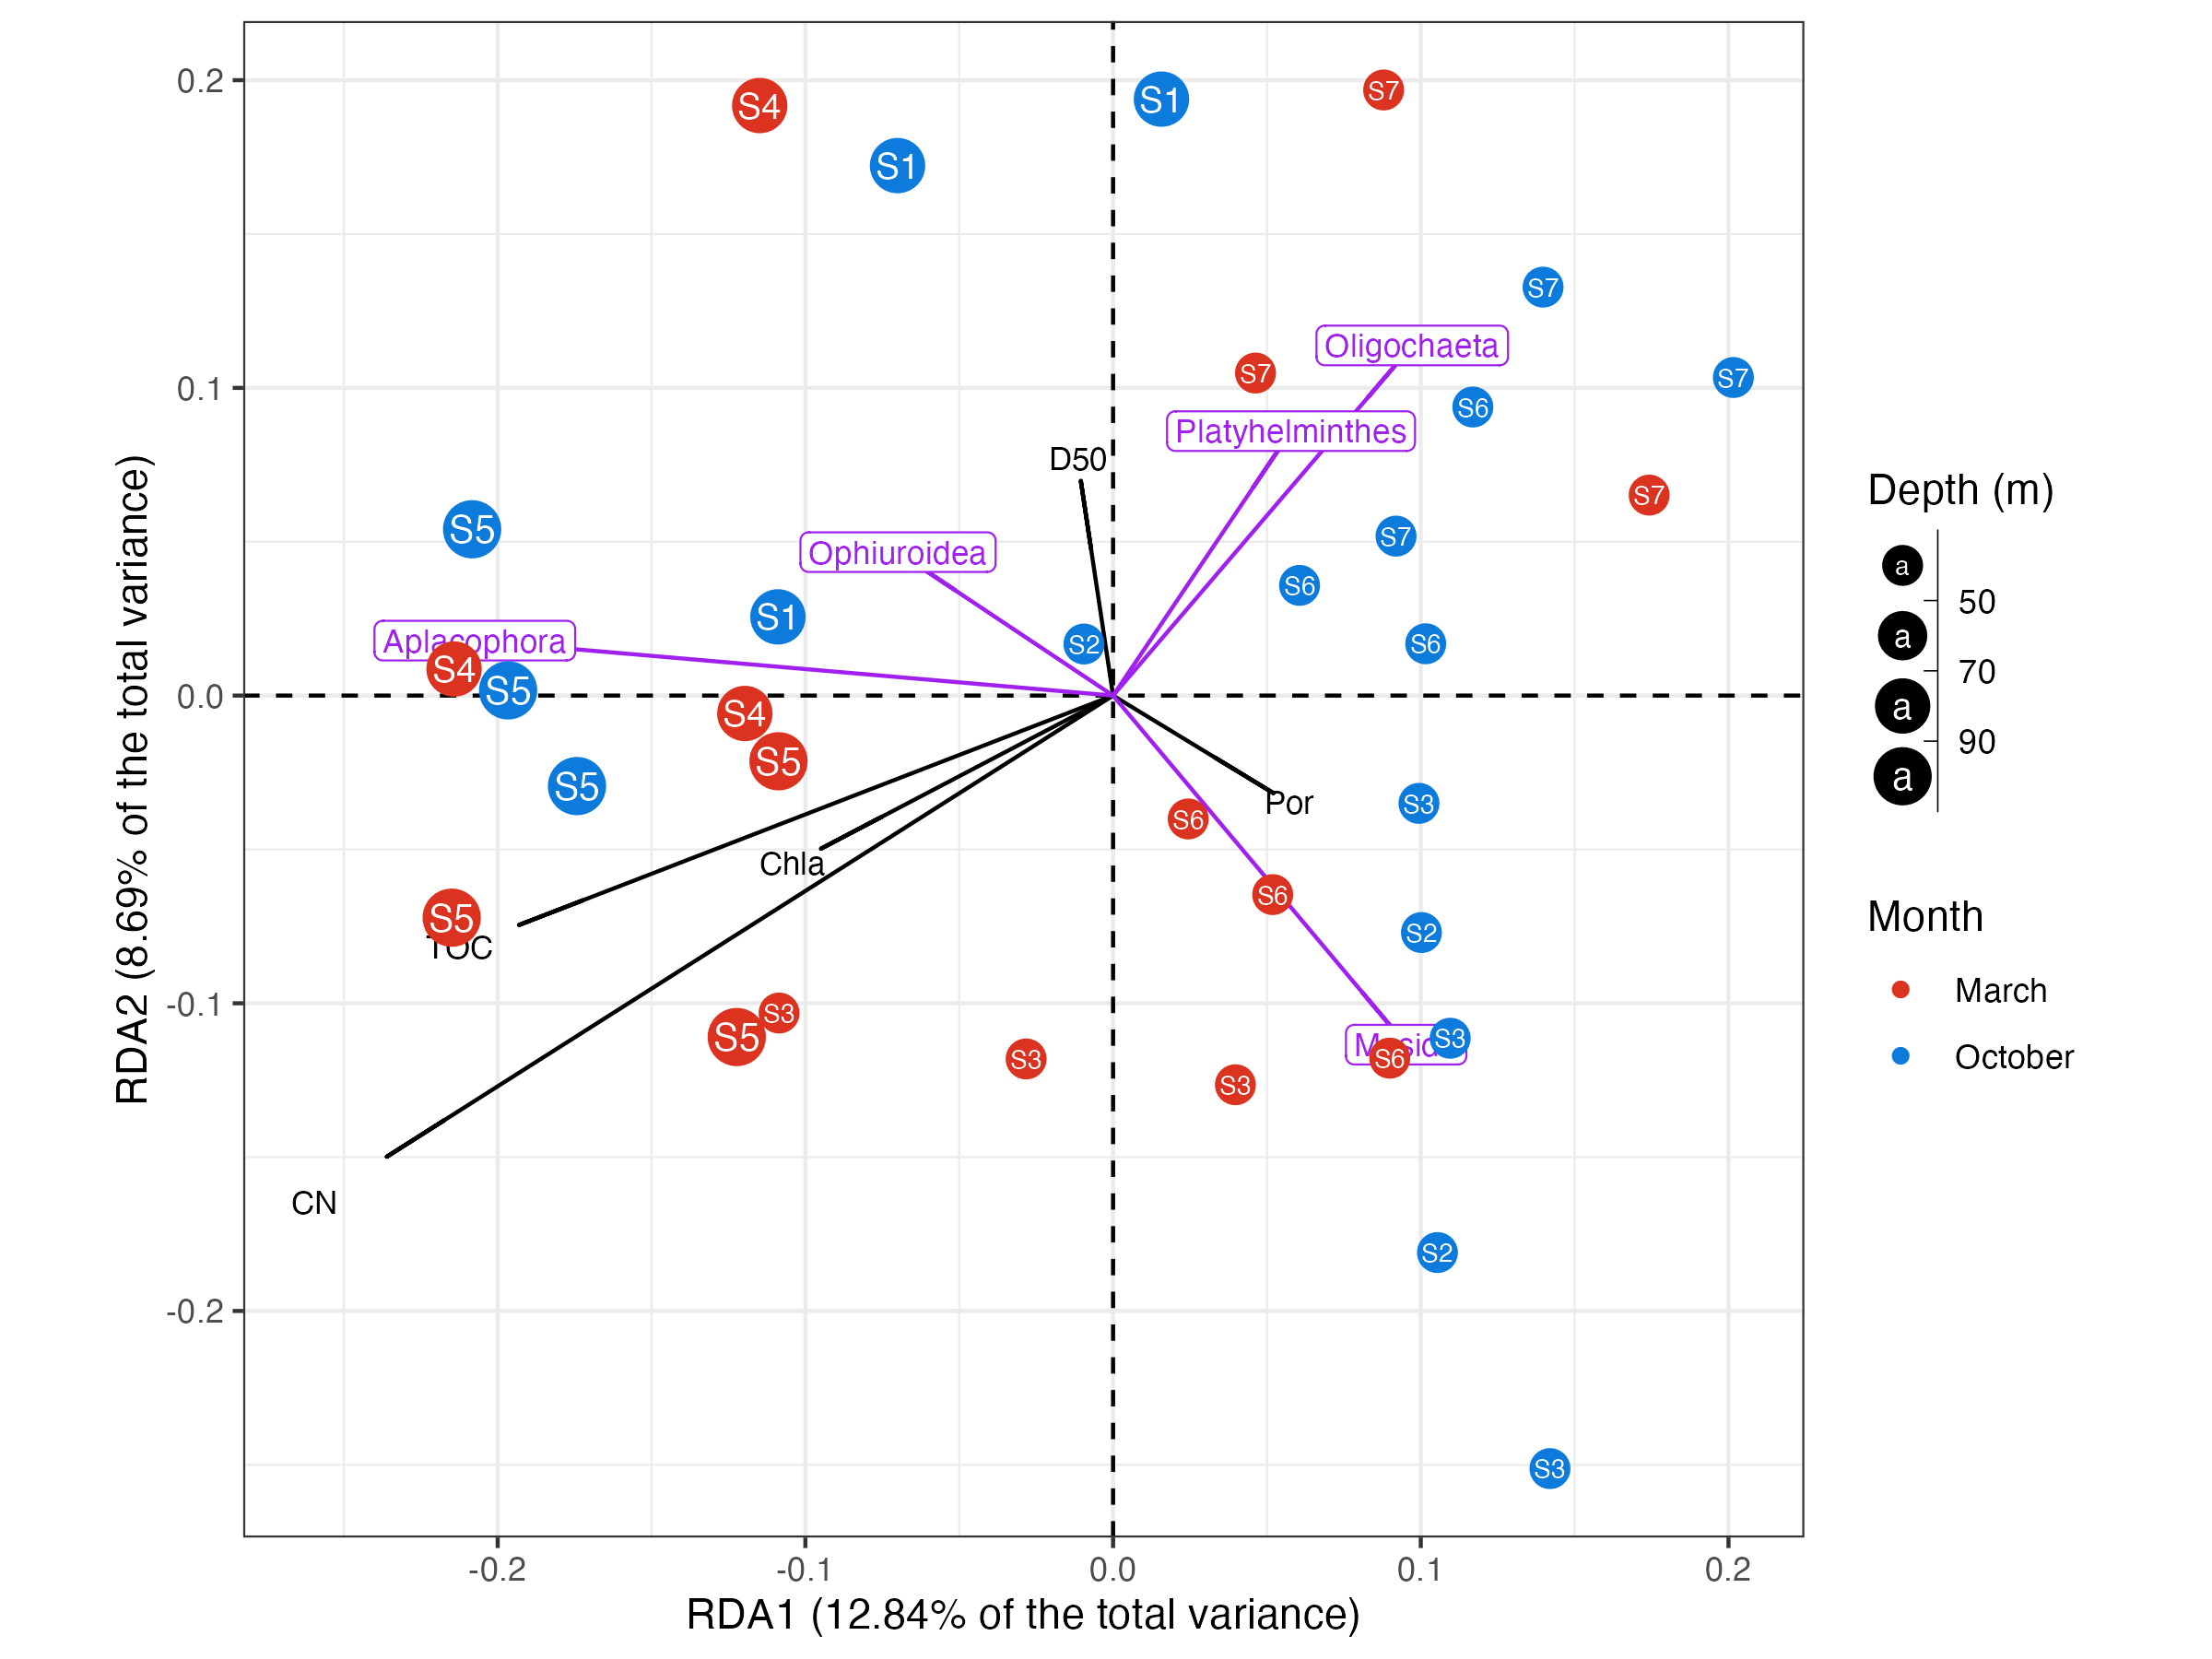 S4
S1
S7
S1
S7
Oligochaeta
S7
S7
S6
Platyhelminthes
D50
S7
S5
S7
Ophiuroidea
S6
S1
Aplacophora
S2
S6
S4
S5
S4
S5
S5
Por
S3
S6
Chla
S6
S5
TOC
S2
S3
S5
S3
S3
S6
S3
CN
S2
S3
0.2
0.1
0.0
-0.1
-0.2
-0.2
-0.1
0.0
0.1
0.2
RDA1 (12.84% of the total variance)
RDA2 (8.69% of the total variance)
Depth (m)
a
50
a
70
a
90
a
Month
March
October